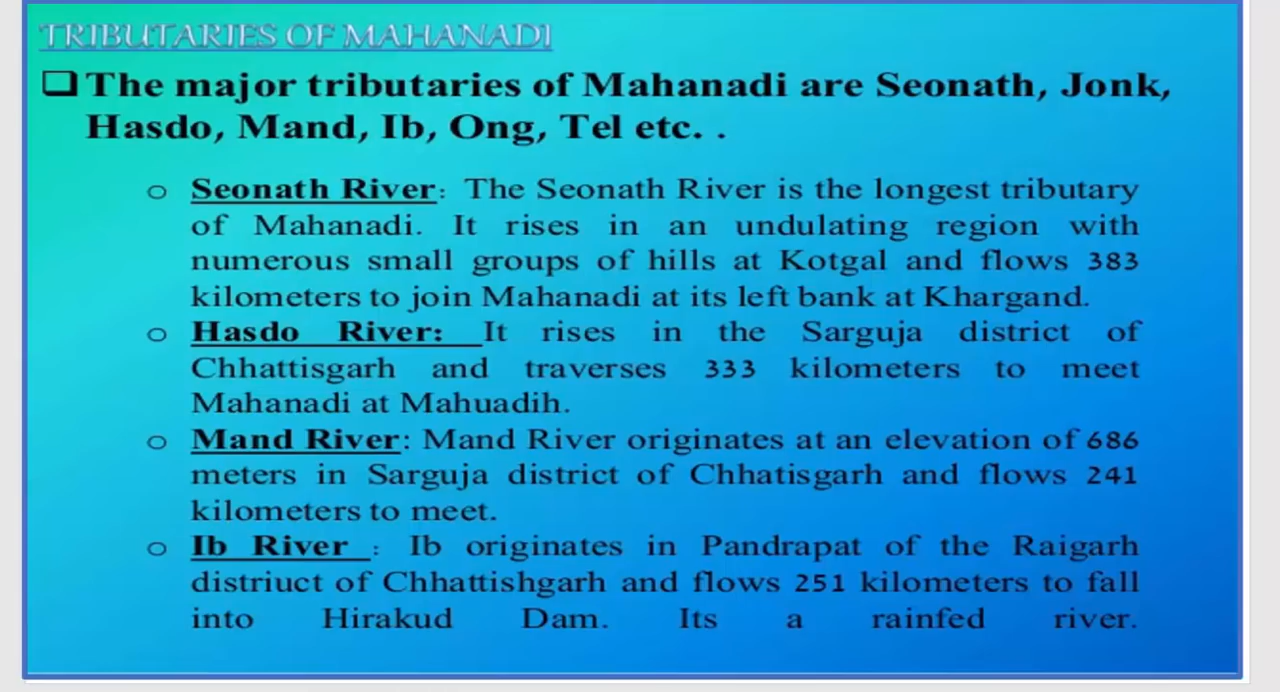 TRIBUTARIES OF MAHANADI
❑The major tributaries of Mahanadi are Seonath, Jonk,
Hasdo, Mand, Ib, Ong, Tel etc. .
o Seonath River: The Seonath River is the longest tributary
of Mahanadi. It rises in an undulating region with
numerous small groups of hills at Kotgal and flows 383
kilometers to join Mahanadi at its left bank at Khargand.
o Hasdo River: It rises in the Sarguja district of
Chhattisgarh and traverses 333 kilometers to meet
Mahanadi at Mahuadih.
o Mand River: Mand River originates at an elevation of 686
meters in Sarguja district of Chhatisgarh and flows 241
kilometers to meet.
o Ib River : Ib originates in Pandrapat of the Raigarh
distriuct of Chhattishgarh and flows 251 kilometers to fall
into Hirakud Dam. Its a rainfed river.